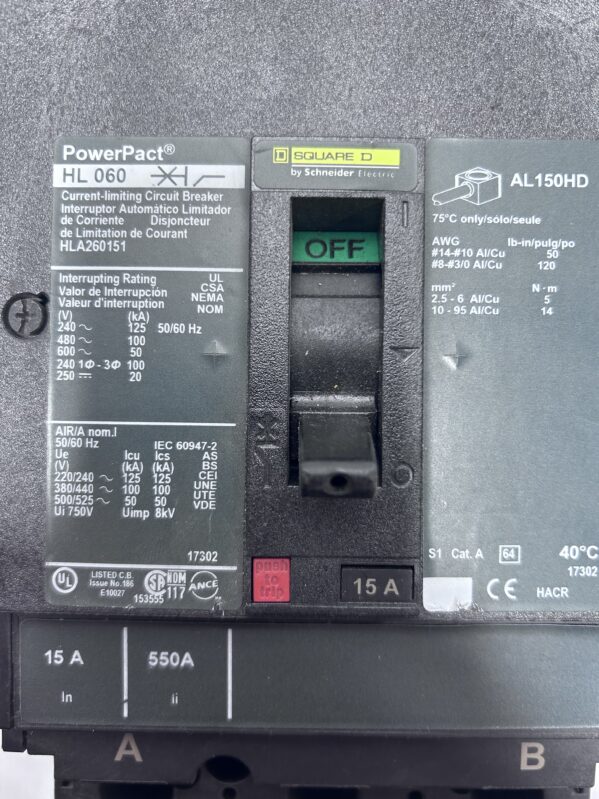 PowerPact®
HL 060
Current-limiting Circuit Breaker
Interruptor Automático Limitador
de Corriente Disjoncteur
de Limitation de Courant
HLA260151
Interrupting Rating UL
Valor de Interrupción CSA
Valeur d'interruption NEMA
(V) (kA) NOM
240 ~ 125 50/60 Hz
480 ~ 100
600 ~ 50
240 1Φ - 3Φ 100
250 ⎓ 20
AIR/A nom.I
50/60 Hz IEC 60947-2
Ue Icu Ics AS
(V) (kA) (kA) BS
220/240 ~ 125 125 CEI
380/440 ~ 100 100 UNE
500/525 ~ 50 50 UTE
Ui 750V Uimp 8kV VDE
17302
UL
LISTED C.B.
Issue No.186
E10027
153555
SA
NOM
117
ANCE
SQUARE D
by Schneider Electric
I
OFF
O
push
to
trip
15 A
AL150HD
75°C only/sólo/seule
AWG lb-in/pulg/po
#14-#10 Al/Cu 50
#8-#3/0 Al/Cu 120
mm² N·m
2.5 - 6 Al/Cu 5
10 - 95 Al/Cu 14
S1 Cat. A 64 40°C
17302
CE HACR
15 A
In
550A
Ii
A
B